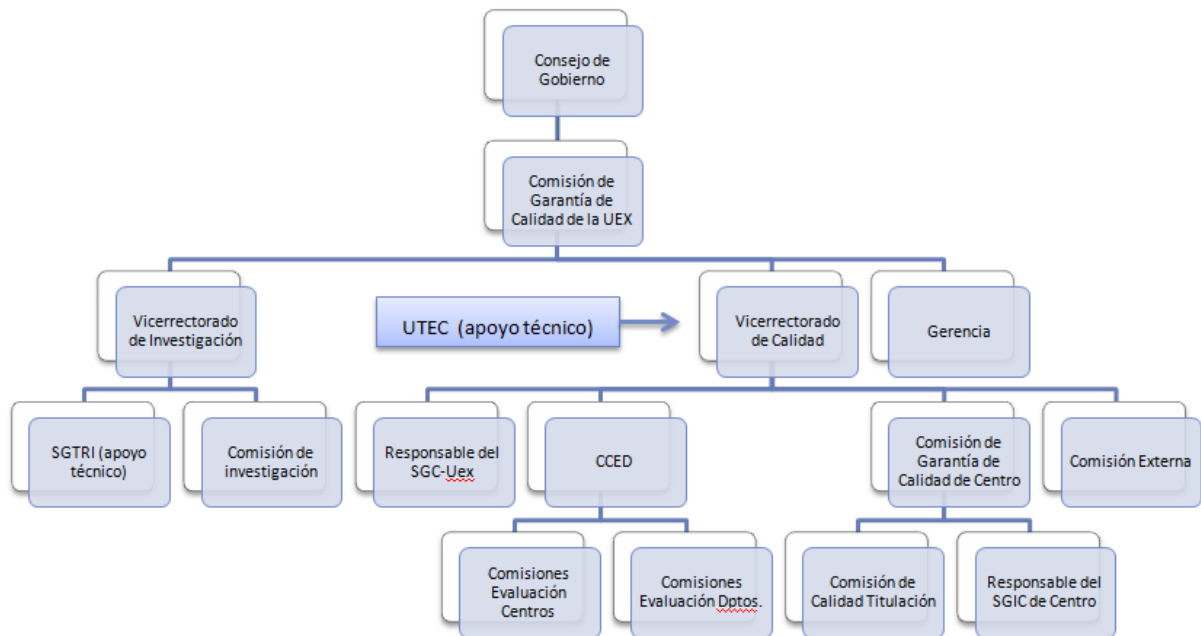 Consejo de
Gobierno
Comisión de
Garantía de
Calidad de la UEX
Vicerrectorado
de Investigación
UTEC (apoyo técnico)
Vicerrectorado
de Calidad
Gerencia
SGTRI (apoyo
técnico)
Comisión de
investigación
Responsable del
SGC-Uex
CCED
Comisión de
Garantía de
Calidad de Centro
Comisión Externa
Comisiones
Evaluación
Centros
Comisiones
Evaluación Dptos.
Comisión de
Calidad Titulación
Responsable del
SGIC de Centro